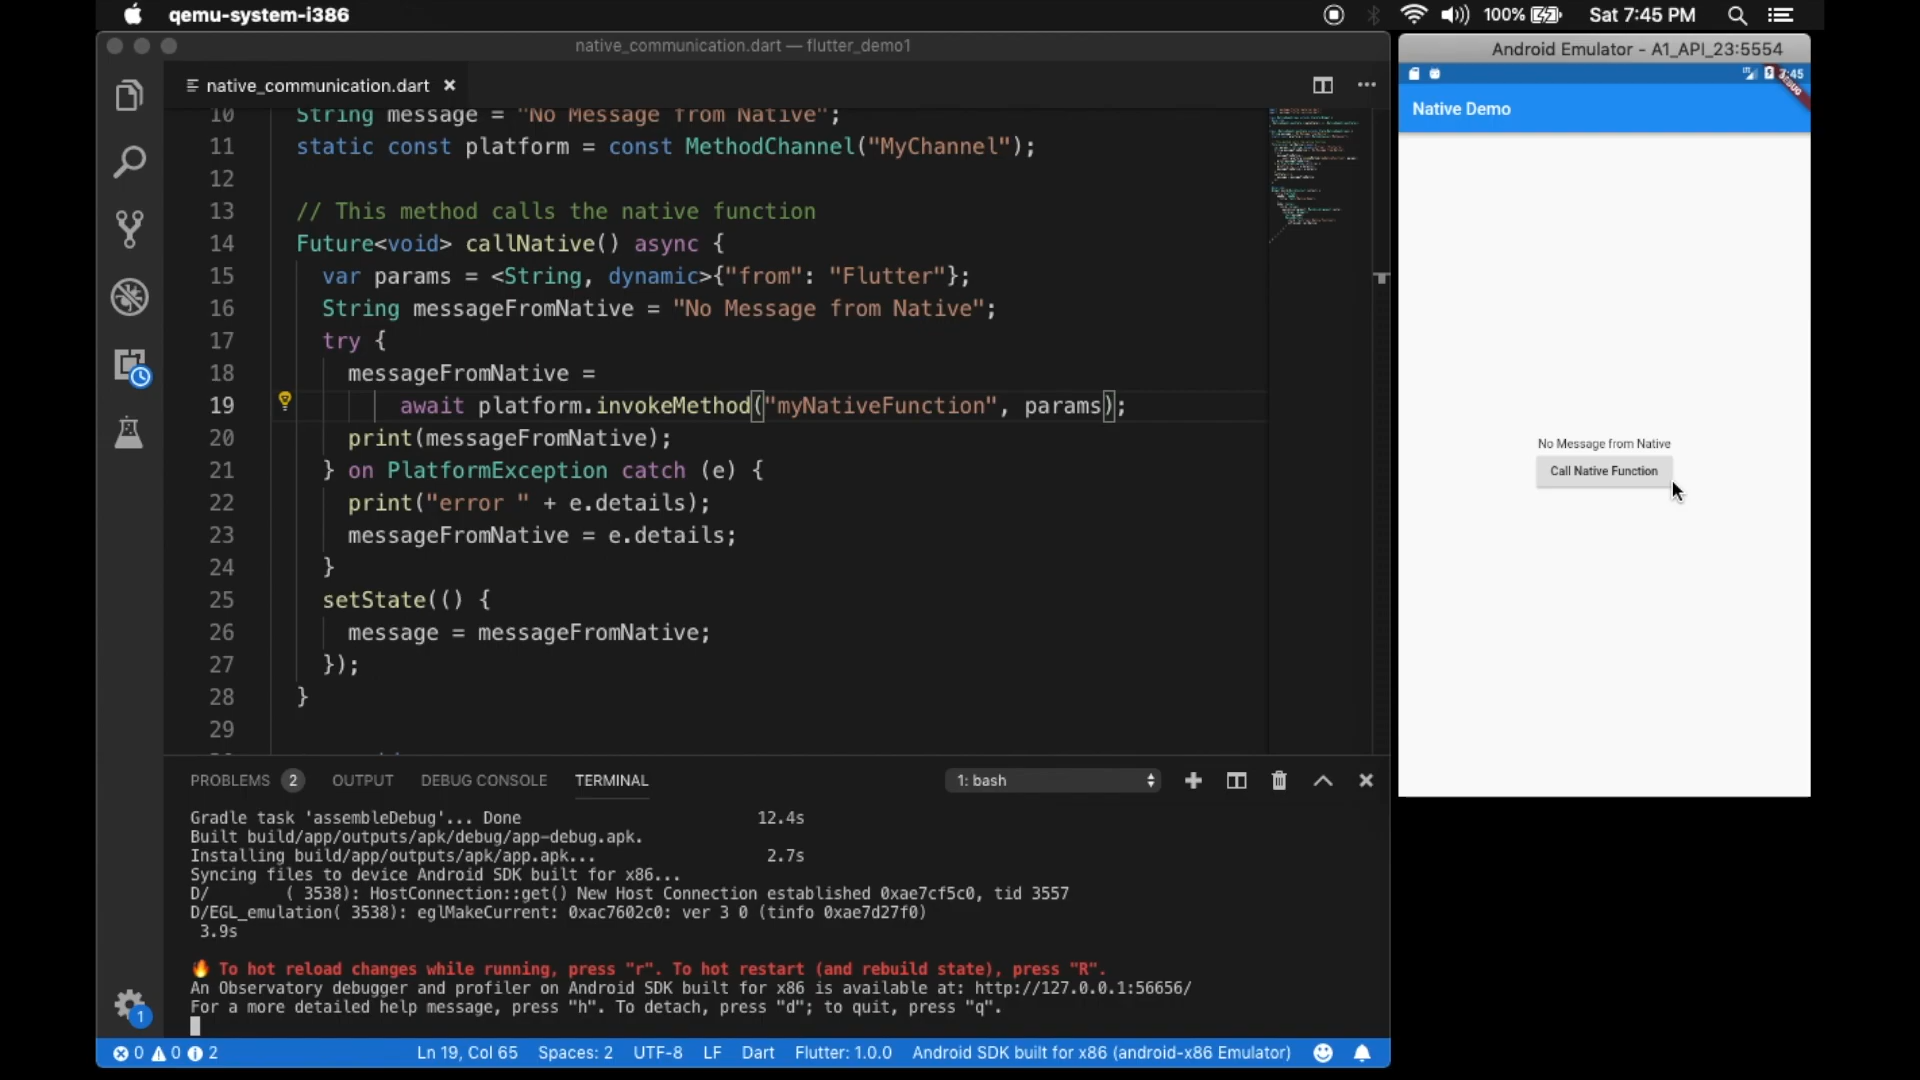 qemu-system-i386
100%
Sat 7:45 PM
native_communication.dart — flutter_demo1
native_communication.dart
10 String message = "No Message from Native";
11 static const platform = const MethodChannel("MyChannel");
12
13 // This method calls the native function
14 Future<void> callNative() async {
15 var params = <String, dynamic>{"from": "Flutter"};
16 String messageFromNative = "No Message from Native";
17 try {
18 messageFromNative =
19 await platform.invokeMethod("myNativeFunction", params);
20 print(messageFromNative);
21 } on PlatformException catch (e) {
22 print("error " + e.details);
23 messageFromNative = e.details;
24 }
25 setState(() {
26 message = messageFromNative;
27 });
28 }
29
PROBLEMS 2 OUTPUT DEBUG CONSOLE TERMINAL 1: bash
Gradle task 'assembleDebug'... Done 12.4s
Built build/app/outputs/apk/debug/app-debug.apk.
Installing build/app/outputs/apk/app.apk... 2.7s
Syncing files to device Android SDK built for x86...
D/ ( 3538): HostConnection::get() New Host Connection established 0xae7cf5c0, tid 3557
D/EGL_emulation( 3538): eglMakeCurrent: 0xac7602c0: ver 3 0 (tinfo 0xae7d27f0)
3.9s
🔥 To hot reload changes while running, press "r". To hot restart (and rebuild state), press "R".
An Observatory debugger and profiler on Android SDK built for x86 is available at: http://127.0.0.1:56656/
For a more detailed help message, press "h". To detach, press "d"; to quit, press "q".
1
0 0 2 Ln 19, Col 65 Spaces: 2 UTF-8 LF Dart Flutter: 1.0.0 Android SDK built for x86 (android-x86 Emulator)
Android Emulator - A1_API_23:5554
DEBUG
Native Demo
No Message from Native
Call Native Function